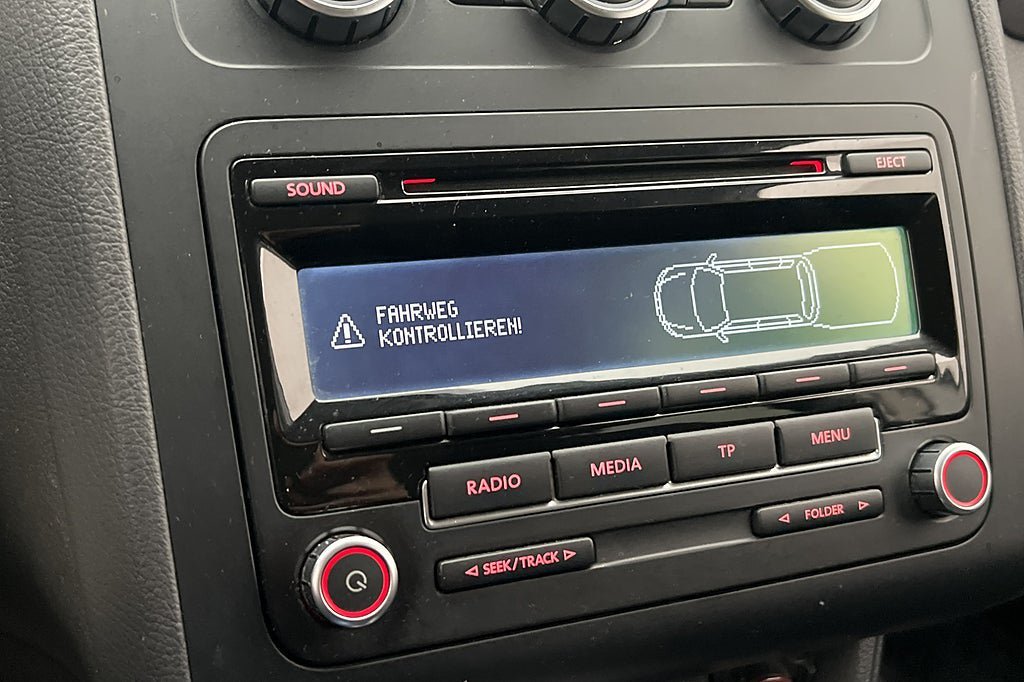 SOUND
EJECT
FAHRWEG
KONTROLLIEREN!
RADIO
MEDIA
TP
MENU
SEEK/TRACK
FOLDER